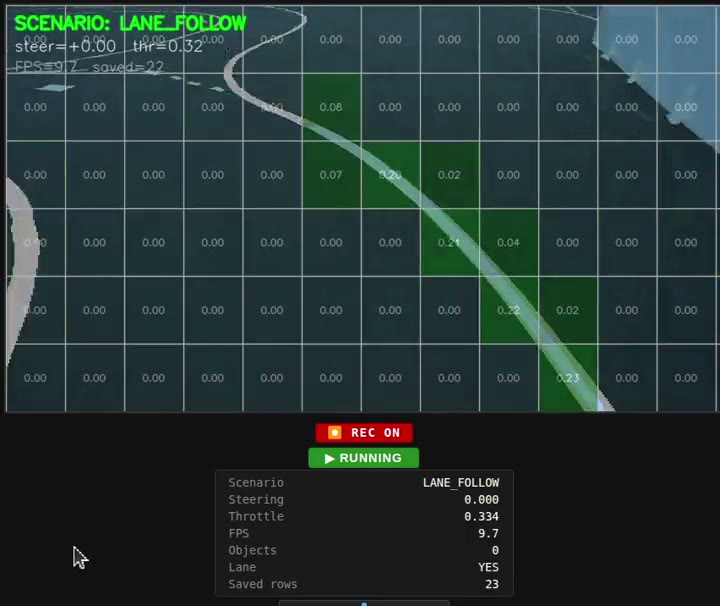 SCENARIO: LANE_FOLLOW
0.00 0.00 0.00 0.00 0.00 0.00 0.00 0.00 0.00 0.00 0.00 0.00
steer=+0.00 thr=0.32
FPS=9.7 saved=22
0.00 0.00 0.00 0.00 0.00 0.08 0.00 0.00 0.00 0.00 0.00 0.00
0.00 0.00 0.00 0.00 0.00 0.07 0.20 0.02 0.00 0.00 0.00 0.00
0.00 0.00 0.00 0.00 0.00 0.00 0.00 0.21 0.04 0.00 0.00 0.00
0.00 0.00 0.00 0.00 0.00 0.00 0.00 0.00 0.22 0.02 0.00 0.00
0.00 0.00 0.00 0.00 0.00 0.00 0.00 0.00 0.00 0.23 0.00 0.00
REC ON
RUNNING
Scenario LANE_FOLLOW
Steering 0.000
Throttle 0.334
FPS 9.7
Objects 0
Lane YES
Saved rows 23